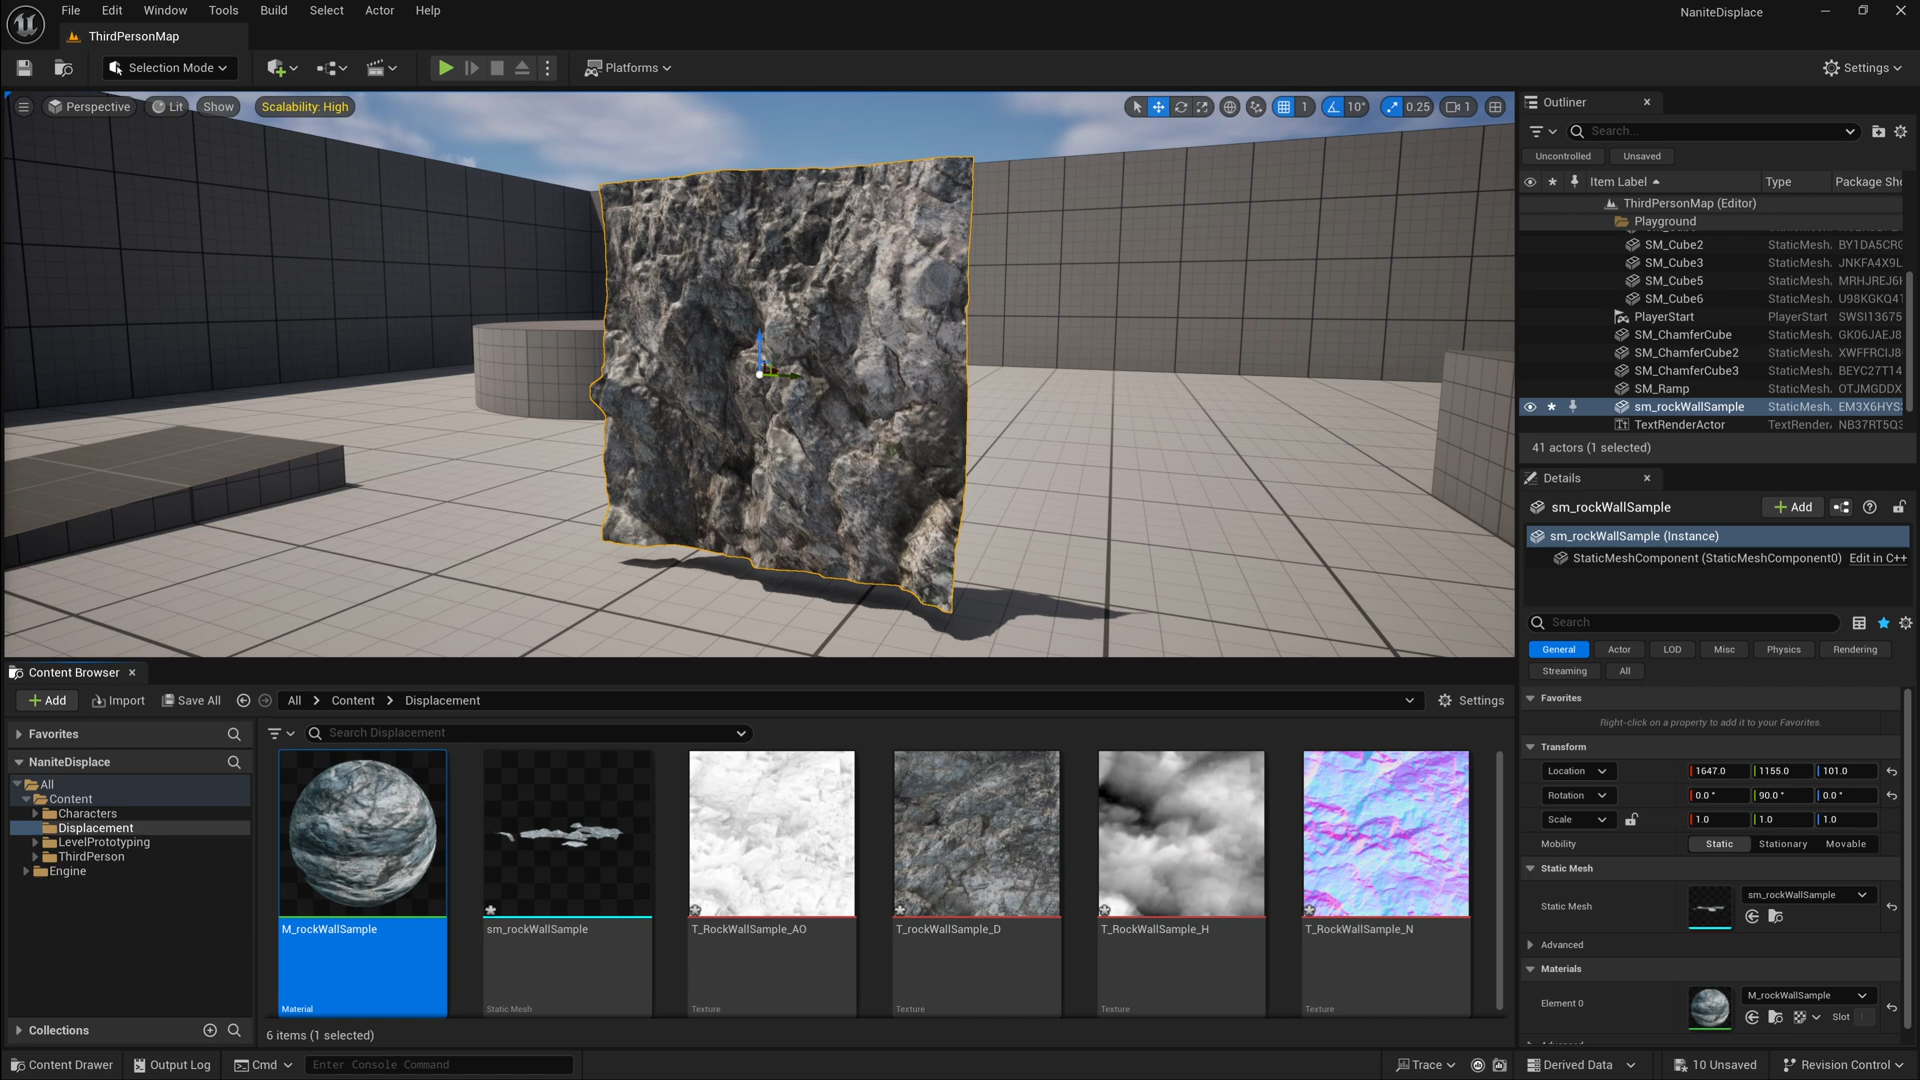 File Edit Window Tools Build Select Actor Help
NaniteDisplace
ThirdPersonMap
Selection Mode
Platforms
Settings
Perspective Lit Show Scalability: High
1 10° 0.25 1
Outliner
Search...
Uncontrolled Unsaved
Item Label Type Package Sh
ThirdPersonMap (Editor)
Playground
SM_Cube2 StaticMesh. BY1DA5CRG
SM_Cube3 StaticMesh. JNKFA4X9L
SM_Cube5 StaticMesh. MRHJREJ6
SM_Cube6 StaticMesh. U98KGKQ41
PlayerStart PlayerStart SWSI13675
SM_ChamferCube StaticMesh. GK06JAEJ8
SM_ChamferCube2 StaticMesh. XWFFRCIJ8
SM_ChamferCube3 StaticMesh. BEYC27T14
SM_Ramp StaticMesh. OTJMGDDX
sm_rockWallSample StaticMesh. EM3X6HYS
TextRenderActor TextRender NB37RT5Q3
41 actors (1 selected)
Details
sm_rockWallSample
Add
sm_rockWallSample (Instance)
StaticMeshComponent (StaticMeshComponent0) Edit in C++
Search
General Actor LOD Misc Physics Rendering
Streaming All
Favorites
Right-click on a property to add it to your Favorites.
Transform
Location 1647.0 1155.0 101.0
Rotation 0.0 ° 90.0 ° 0.0 °
Scale 1.0 1.0 1.0
Mobility Static Stationary Movable
Static Mesh
Static Mesh sm_rockWallSample
Advanced
Materials
Element 0 M_rockWallSample
Slot
Content Browser
Add Import Save All All Content Displacement Settings
Favorites
NaniteDisplace
All
Content
Characters
Displacement
LevelPrototyping
ThirdPerson
Engine
Collections
Search Displacement
M_rockWallSample
Material
sm_rockWallSample
Static Mesh
T_RockWallSample_AO
Texture
T_rockWallSample_D
Texture
T_RockWallSample_H
Texture
T_RockWallSample_N
Texture
6 items (1 selected)
Content Drawer Output Log Cmd Enter Console Command
Trace Derived Data 10 Unsaved Revision Control